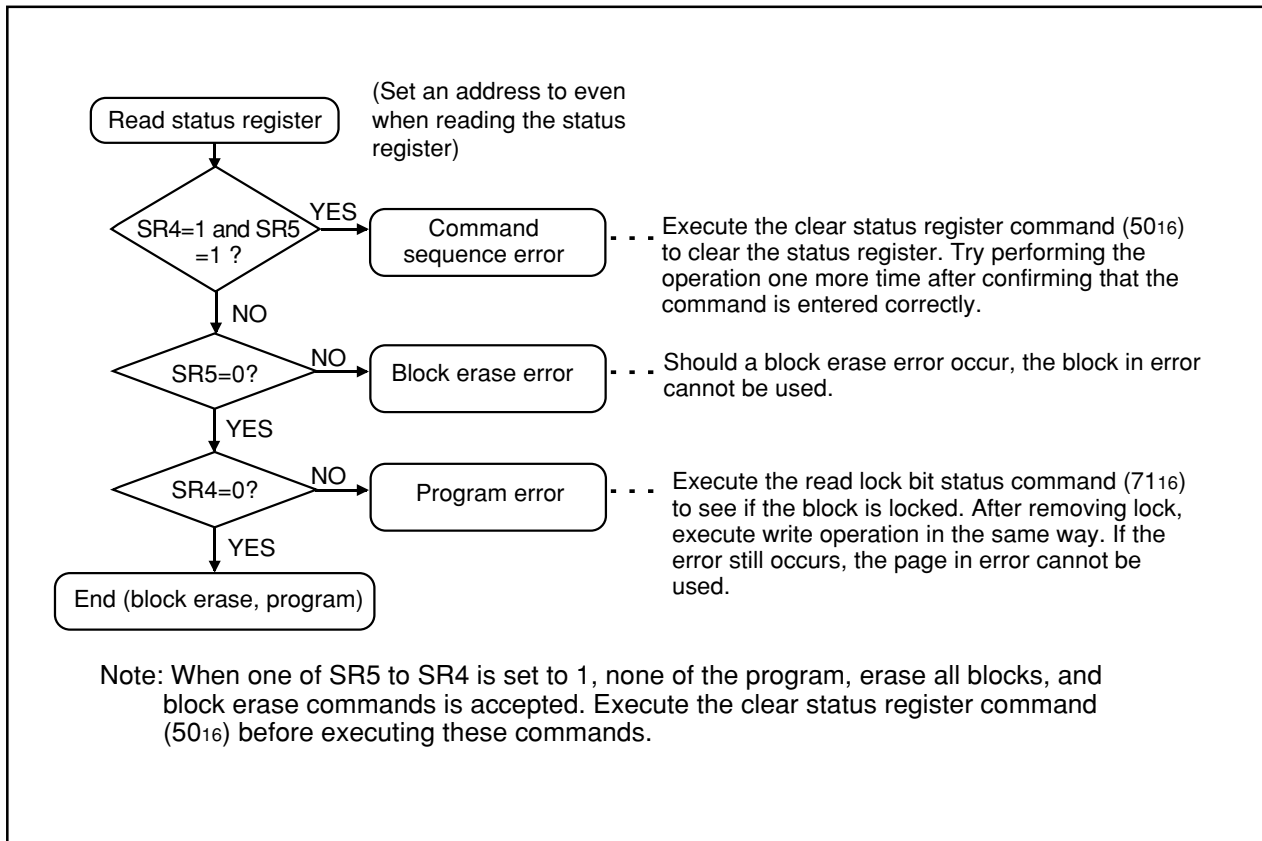 Read status register
(Set an address to even
when reading the status
register)
SR4=1 and SR5
=1 ?
YES
Command
sequence error
Execute the clear status register command (5016)
to clear the status register. Try performing the
operation one more time after confirming that the
command is entered correctly.
NO
SR5=0?
NO
Block erase error
Should a block erase error occur, the block in error
cannot be used.
YES
SR4=0?
NO
Program error
Execute the read lock bit status command (7116)
to see if the block is locked. After removing lock,
execute write operation in the same way. If the
error still occurs, the page in error cannot be
used.
YES
End (block erase, program)
Note: When one of SR5 to SR4 is set to 1, none of the program, erase all blocks, and
block erase commands is accepted. Execute the clear status register command
(5016) before executing these commands.